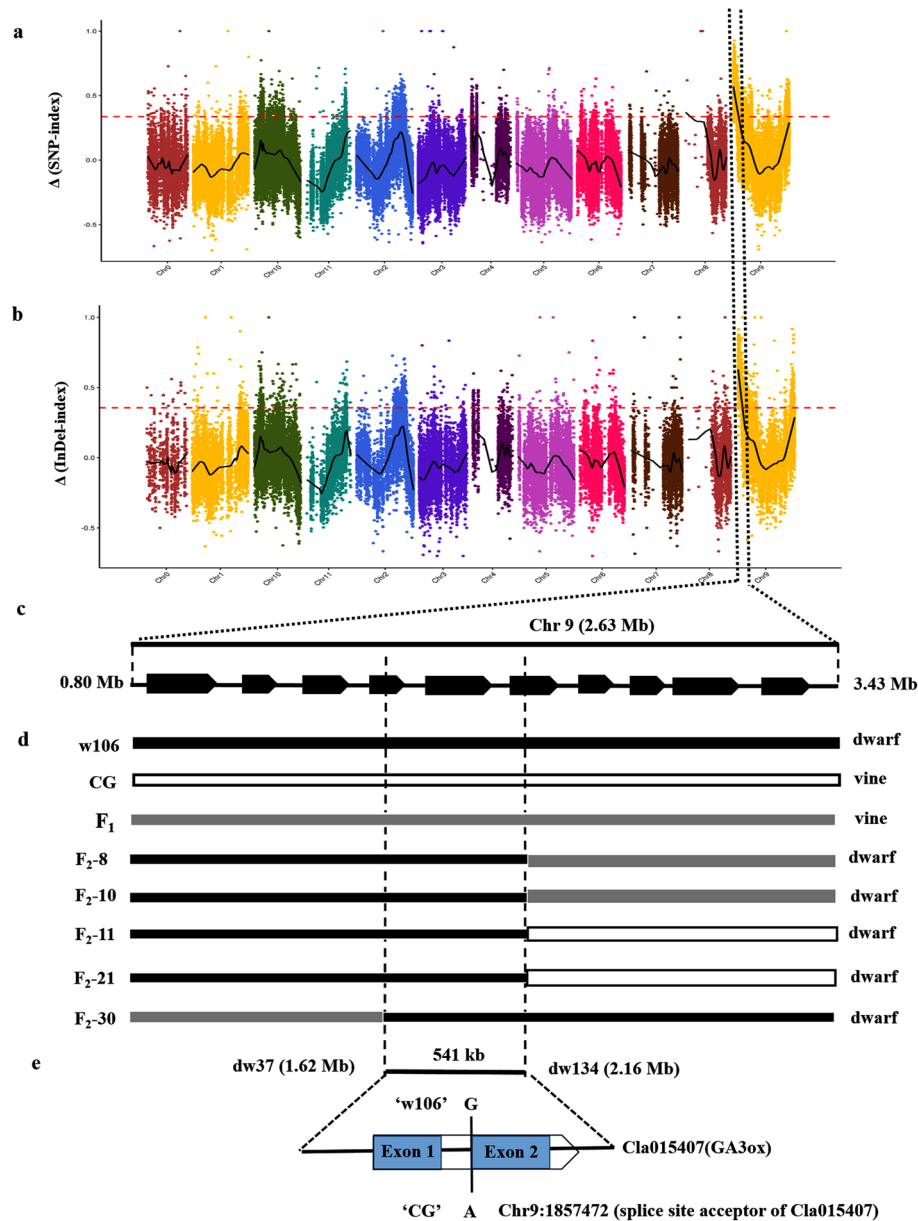 a
Δ (SNP-index)
1.0
0.5
0.0
-0.5
Chr0 Chr1 Chr10 Chr11 Chr2 Chr3 Chr4 Chr5 Chr6 Chr7 Chr8 Chr9
b
Δ (InDel-index)
1.0
0.5
0.0
-0.5
Chr0 Chr1 Chr10 Chr11 Chr2 Chr3 Chr4 Chr5 Chr6 Chr7 Chr8 Chr9
c
Chr 9 (2.63 Mb)
0.80 Mb 3.43 Mb
d
w106 dwarf
CG vine
F1 vine
F2-8 dwarf
F2-10 dwarf
F2-11 dwarf
F2-21 dwarf
F2-30 dwarf
e
dw37 (1.62 Mb) 541 kb dw134 (2.16 Mb)
‘w106’ G
Exon 1 Exon 2 Cla015407(GA3ox)
‘CG’ A Chr9:1857472 (splice site acceptor of Cla015407)